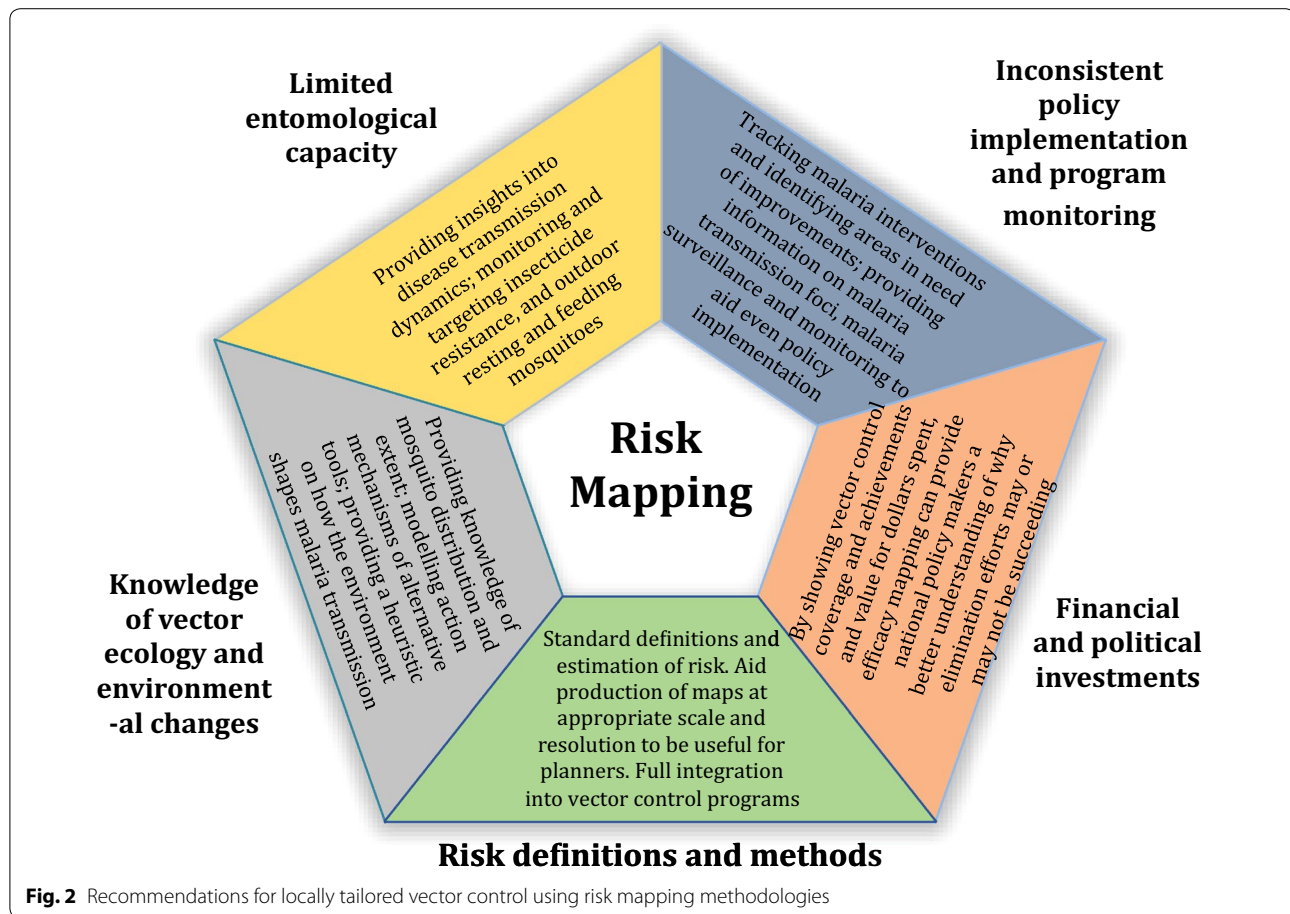 Limited
entomological
capacity
Inconsistent
policy
implementation
and program
monitoring
Providing insights into
disease transmission
dynamics; monitoring and
targeting insecticide
resistance, and outdoor
resting and feeding
mosquitoes
Tracking malaria interventions
and identifying areas in need
of improvements; providing
information on malaria
transmission foci, malaria
surveillance and monitoring to
aid even policy
implementation
Risk
Mapping
Knowledge
of vector
ecology and
environment
-al changes
Providing knowledge of
mosquito distribution and
extent; modelling action
mechanisms of alternative
tools; providing a heuristic
on how the environment
shapes malaria transmission
By showing vector control
coverage and achievements
and value for dollars spent,
efficacy mapping can provide
national policy makers a
better understanding of why
elimination efforts may or
may not be succeeding
Financial
and political
investments
Standard definitions and
estimation of risk. Aid
production of maps at
appropriate scale and
resolution to be useful for
planners. Full integration
into vector control programs
Risk definitions and methods
Fig. 2 Recommendations for locally tailored vector control using risk mapping methodologies